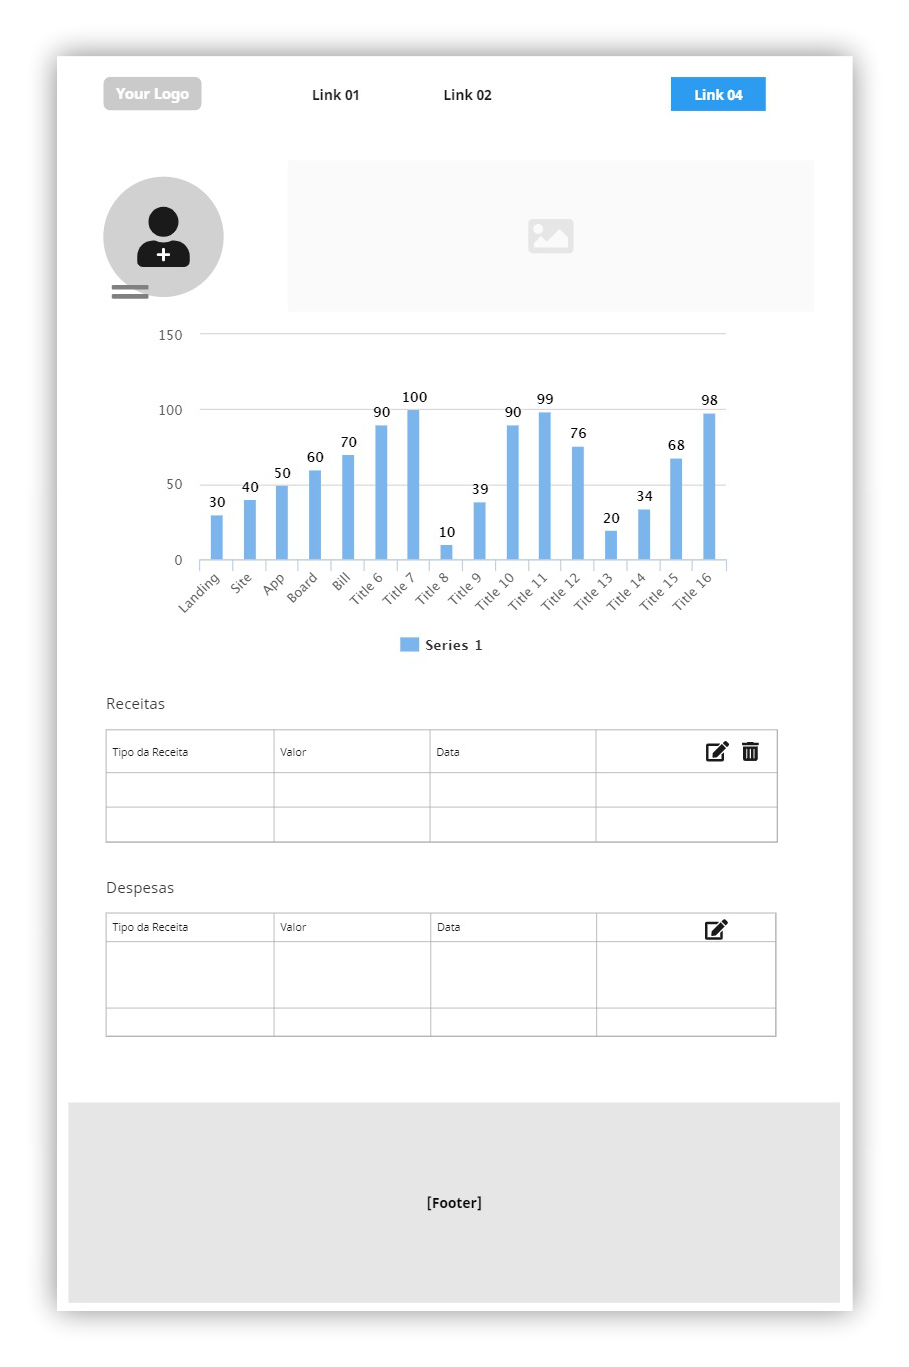 Your Logo
Link 01
Link 02
Link 04
150
100
50
0
30
40
50
60
70
90
100
10
39
90
99
76
20
34
68
98
Landing
Site
App
Board
Bill
Title 6
Title 7
Title 8
Title 9
Title 10
Title 11
Title 12
Title 13
Title 14
Title 15
Title 16
Series 1
Receitas
Tipo da Receita
Valor
Data
Despesas
Tipo da Receita
Valor
Data
[Footer]